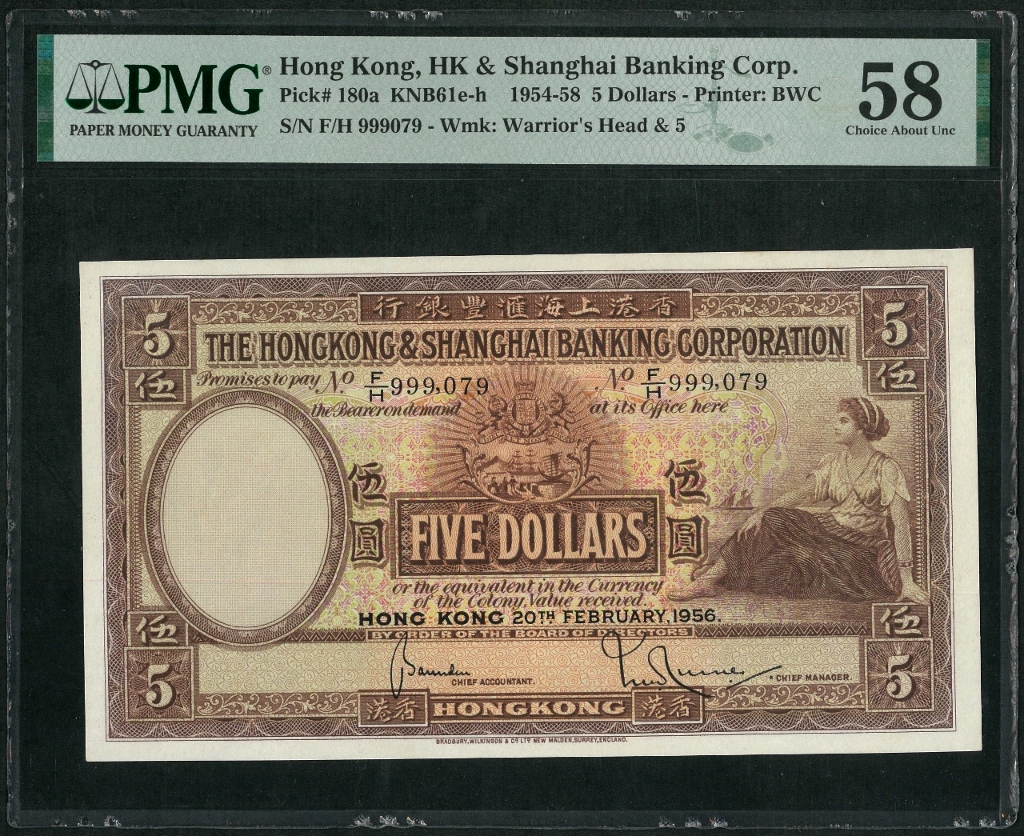 PMG®
PAPER MONEY GUARANTY
Hong Kong, HK & Shanghai Banking Corp.
Pick# 180a KNB61e-h 1954-58 5 Dollars - Printer: BWC
S/N F/H 999079 - Wmk: Warrior's Head & 5
58
Choice About Unc
行銀豐滙海上港香
5 5
THE HONGKONG & SHANGHAI BANKING CORPORATION
伍 伍
Promises to pay No F/H 999,079 No F/H 999,079
the Bearer on demand at its Office here
伍圓 伍圓
FIVE DOLLARS
or the equivalent in the Currency
of the Colony, Value received.
HONG KONG 20TH FEBRUARY, 1956.
BY ORDER OF THE BOARD OF DIRECTORS
伍 伍
5 5
CHIEF ACCOUNTANT. CHIEF MANAGER.
港香 HONGKONG 港香
BRADBURY, WILKINSON & Co LTD NEW MALDEN, SURREY, ENGLAND.